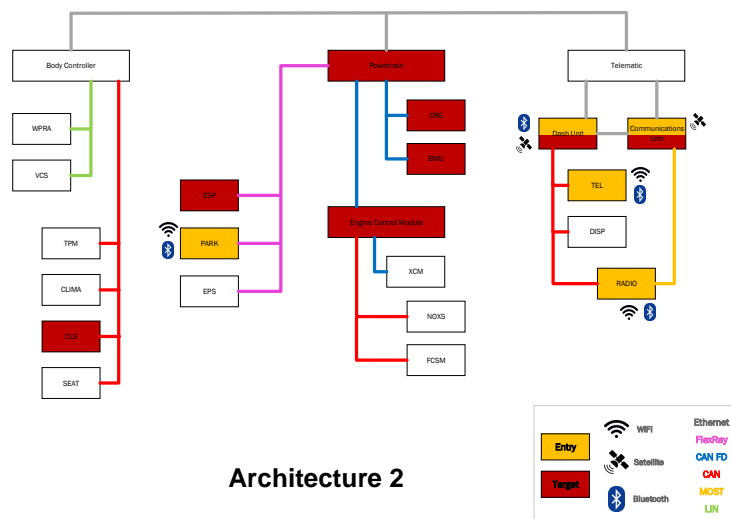 Body Controller
Powertrain
Telematic
WPRA
VCS
CRG
BMU
Dash Unit
Communications
Unit
ESP
TEL
Engine Control Module
PARK
DISP
TPM
XCM
EPS
CLIMA
RADIO
NOXS
CLS
FCSM
SEAT
Architecture 2
Entry
Target
WIFI
Satellite
Bluetooth
Ethernet
FlexRay
CAN FD
CAN
MOST
LIN